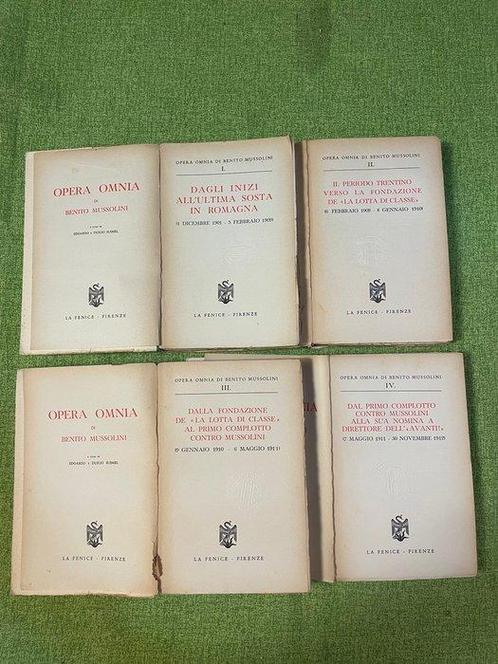 OPERA OMNIA
DI
BENITO MUSSOLINI
A CURA DI
EDOARDO E DUILIO SUSMEL
LA FENICE - FIRENZE
OPERA OMNIA DI BENITO MUSSOLINI
I.
DAGLI INIZI
ALL'ULTIMA SOSTA
IN ROMAGNA
(1 DICEMBRE 1901 - 5 FEBBRAIO 1909)
LA FENICE - FIRENZE
OPERA OMNIA DI BENITO MUSSOLINI
II.
IL PERIODO TRENTINO
VERSO LA FONDAZIONE
DE «LA LOTTA DI CLASSE»
(6 FEBBRAIO 1909 - 8 GENNAIO 1910)
LA FENICE - FIRENZE
OPERA OMNIA
DI
BENITO MUSSOLINI
A CURA DI
EDOARDO E DUILIO SUSMEL
LA FENICE - FIRENZE
OPERA OMNIA DI BENITO MUSSOLINI
III.
DALLA FONDAZIONE
DE «LA LOTTA DI CLASSE»
AL PRIMO COMPLOTTO
CONTRO MUSSOLINI
(9 GENNAIO 1910 - 6 MAGGIO 1911)
LA FENICE - FIRENZE
OPERA OMNIA DI BENITO MUSSOLINI
IV.
DAL PRIMO COMPLOTTO
CONTRO MUSSOLINI
ALLA SUA NOMINA A
DIRETTORE DELL'«AVANTI!»
(7 MAGGIO 1911 - 30 NOVEMBRE 1912)
LA FENICE - FIRENZE